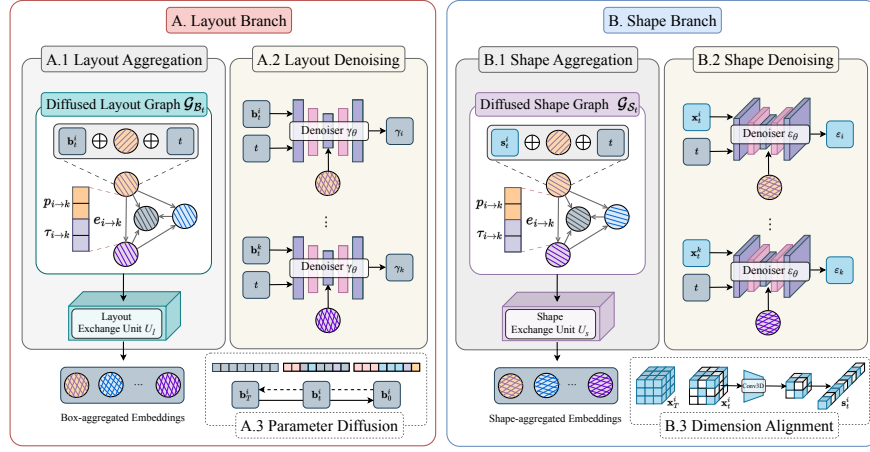 A. Layout Branch
A.1 Layout Aggregation
Diffused Layout Graph 𝓖_{𝓑_t}
b_t^i ⊕ ⊕ t
p_{i→k}
τ_{i→k}
e_{i→k}
Layout
Exchange Unit U_l
...
Box-aggregated Embeddings
A.2 Layout Denoising
b_t^i
t
Denoiser γ_θ
γ_i
⋮
b_t^k
t
Denoiser γ_θ
γ_k
b_T^i
b_t^i
b_0^i
A.3 Parameter Diffusion
B. Shape Branch
B.1 Shape Aggregation
Diffused Shape Graph 𝓖_{𝓢_t}
s_t^i ⊕ ⊕ t
p_{i→k}
τ_{i→k}
e_{i→k}
Shape
Exchange Unit U_s
...
Shape-aggregated Embeddings
B.2 Shape Denoising
x_t^i
t
Denoiser ε_θ
ε_i
⋮
x_t^k
t
Denoiser ε_θ
ε_k
x_T^i
x_t^i
Conv3D
s_t^i
B.3 Dimension Alignment